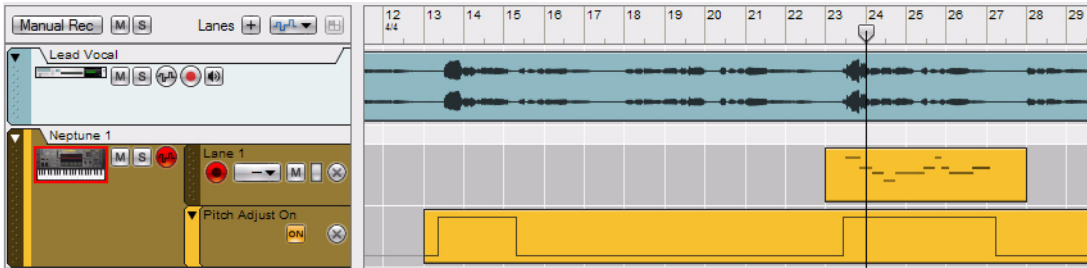 Manual Rec M S Lanes +
12 13 14 15 16 17 18 19 20 21 22 23 24 25 26 27 28 29
4/4
Lead Vocal
M S
Neptune 1
M S
Lane 1
M
Pitch Adjust On
ON